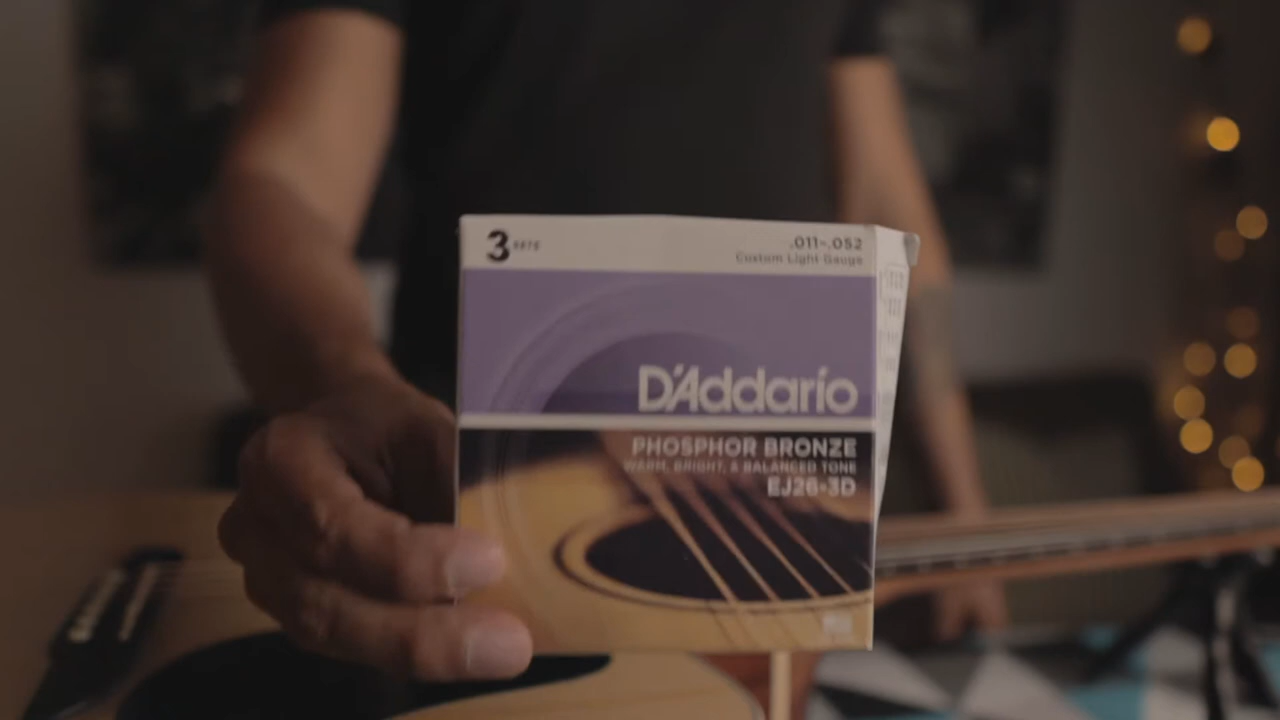 3 SETS
.011-.052
Custom Light Gauge
D'Addario
PHOSPHOR BRONZE
WARM, BRIGHT, & BALANCED TONE
EJ26-3D